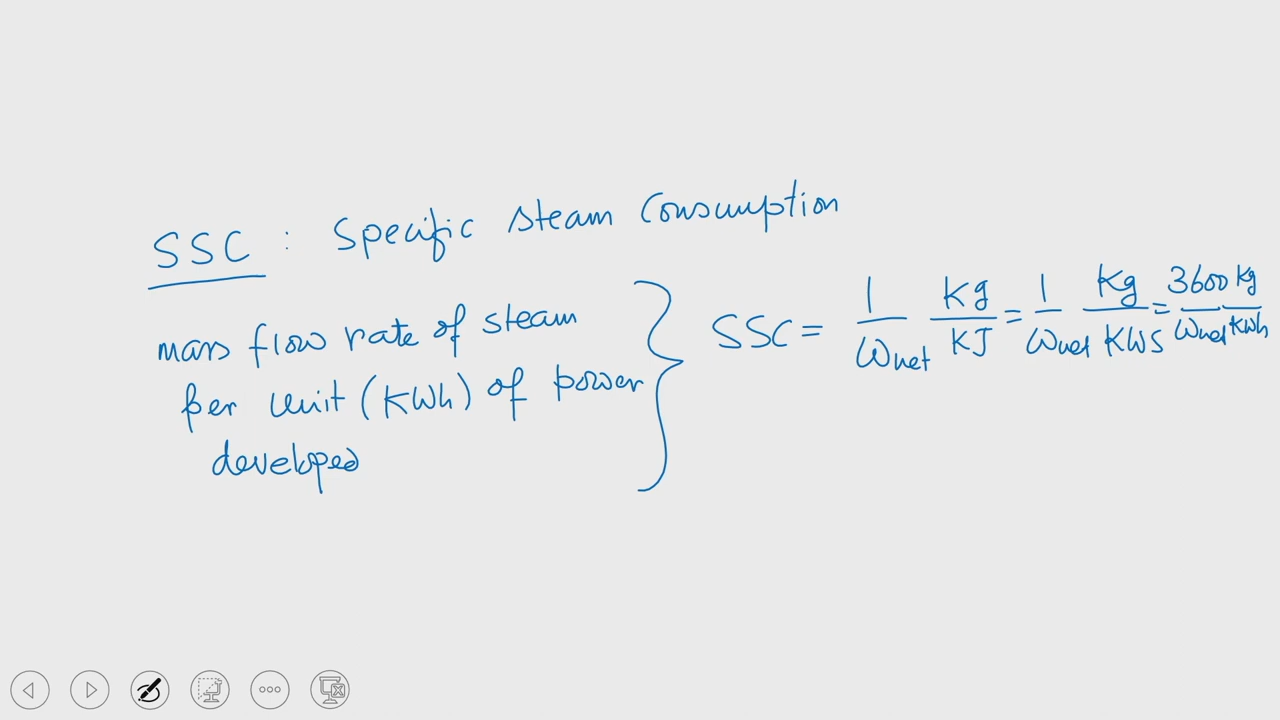 SSC : Specific steam Consumption
mass flow rate of steam
per unit (KWh) of power
developed
SSC = 1/Wnet Kg/KJ = 1/Wnet Kg/KWS = 3600/Wnet Kg/KWh